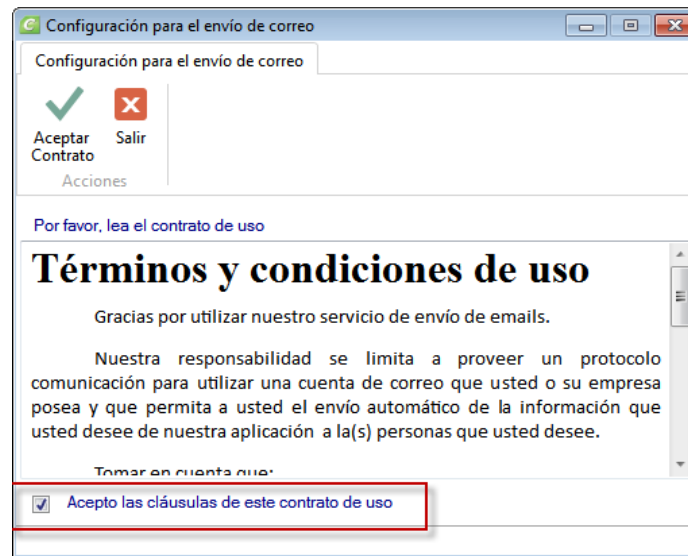 Configuración para el envío de correo
Configuración para el envío de correo
Aceptar Contrato
Salir
Acciones
Por favor, lea el contrato de uso
Términos y condiciones de uso
Gracias por utilizar nuestro servicio de envío de emails.
Nuestra responsabilidad se limita a proveer un protocolo
comunicación para utilizar una cuenta de correo que usted o su empresa
posea y que permita a usted el envío automático de la información que
usted desee de nuestra aplicación a la(s) personas que usted desee.
Tomar en cuenta que:
Acepto las cláusulas de este contrato de uso